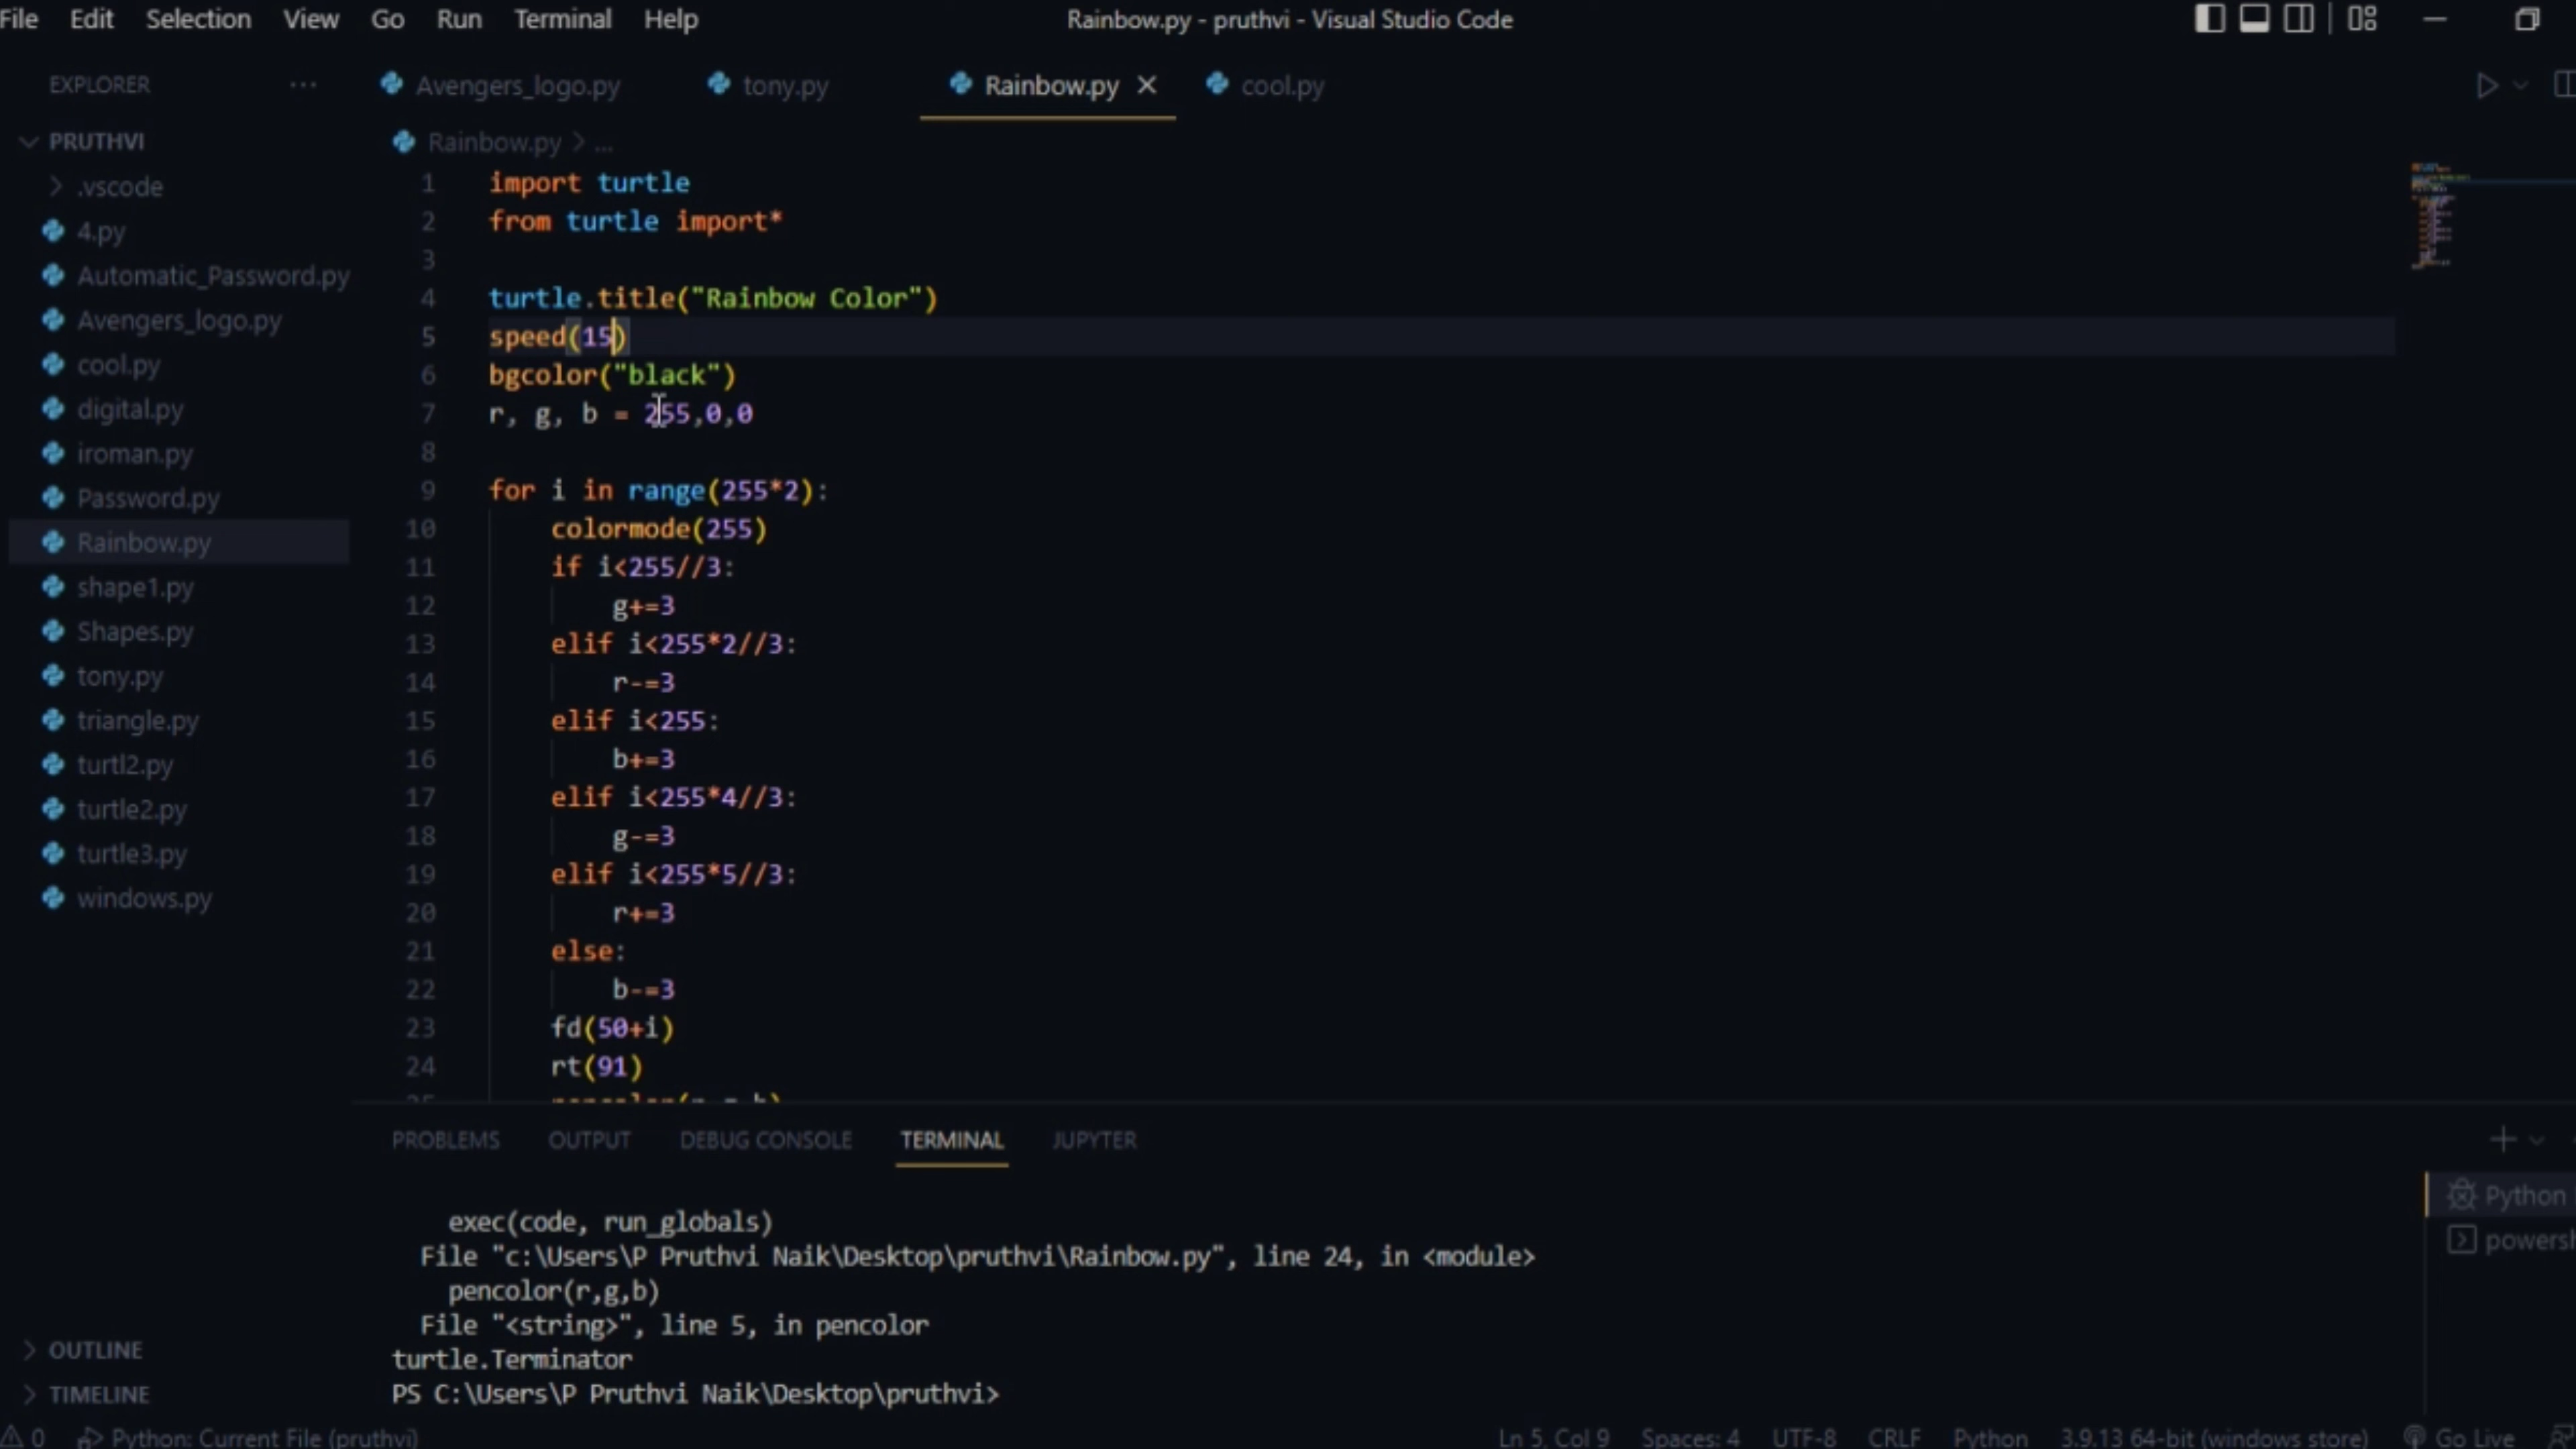 File Edit Selection View Go Run Terminal Help Rainbow.py - pruthvi - Visual Studio Code
EXPLORER ... Avengers_logo.py tony.py Rainbow.py cool.py
PRUTHVI
Rainbow.py > ...
.vscode
4.py
Automatic_Password.py
Avengers_logo.py
cool.py
digital.py
iroman.py
Password.py
Rainbow.py
shape1.py
Shapes.py
tony.py
triangle.py
turtl2.py
turtle2.py
turtle3.py
windows.py
OUTLINE
TIMELINE
1 import turtle
2 from turtle import*
3
4 turtle.title("Rainbow Color")
5 speed(15)
6 bgcolor("black")
7 r, g, b = 255,0,0
8
9 for i in range(255*2):
10 colormode(255)
11 if i<255//3:
12 g+=3
13 elif i<255*2//3:
14 r-=3
15 elif i<255:
16 b+=3
17 elif i<255*4//3:
18 g-=3
19 elif i<255*5//3:
20 r+=3
21 else:
22 b-=3
23 fd(50+i)
24 rt(91)
PROBLEMS OUTPUT DEBUG CONSOLE TERMINAL JUPYTER
exec(code, run_globals)
File "c:\Users\P Pruthvi Naik\Desktop\pruthvi\Rainbow.py", line 24, in <module>
pencolor(r,g,b)
File "<string>", line 5, in pencolor
turtle.Terminator
PS C:\Users\P Pruthvi Naik\Desktop\pruthvi>
Python
powersh
0 Python: Current File (pruthvi) Ln 5, Col 9 Spaces: 4 UTF-8 CRLF Python 3.9.13 64-bit (windows store) Go Live